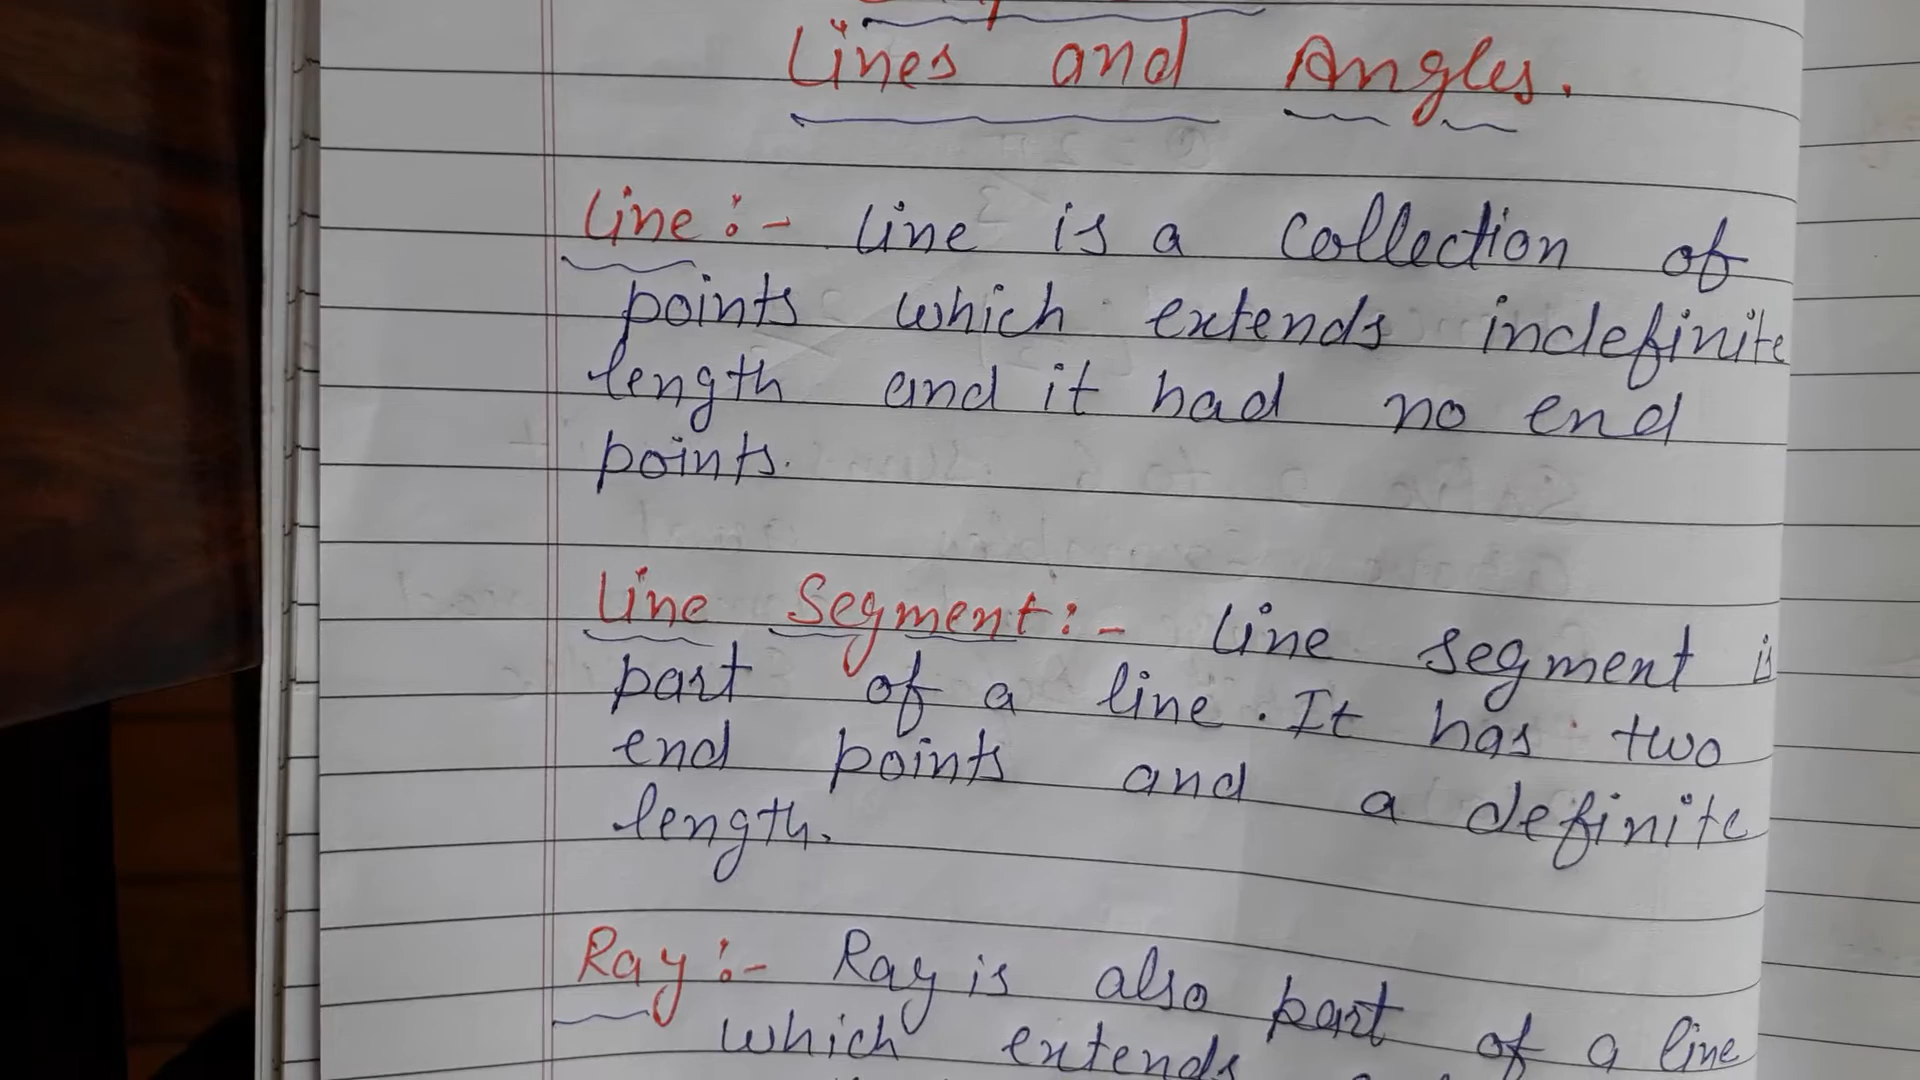 Lines and Angles.
Line :- Line is a collection of
points which extends indefinite
length and it had no end
points.
Line Segment :- Line segment is
part of a line. It has two
end points and a definite
length.
Ray :- Ray is also part of a line
which extends